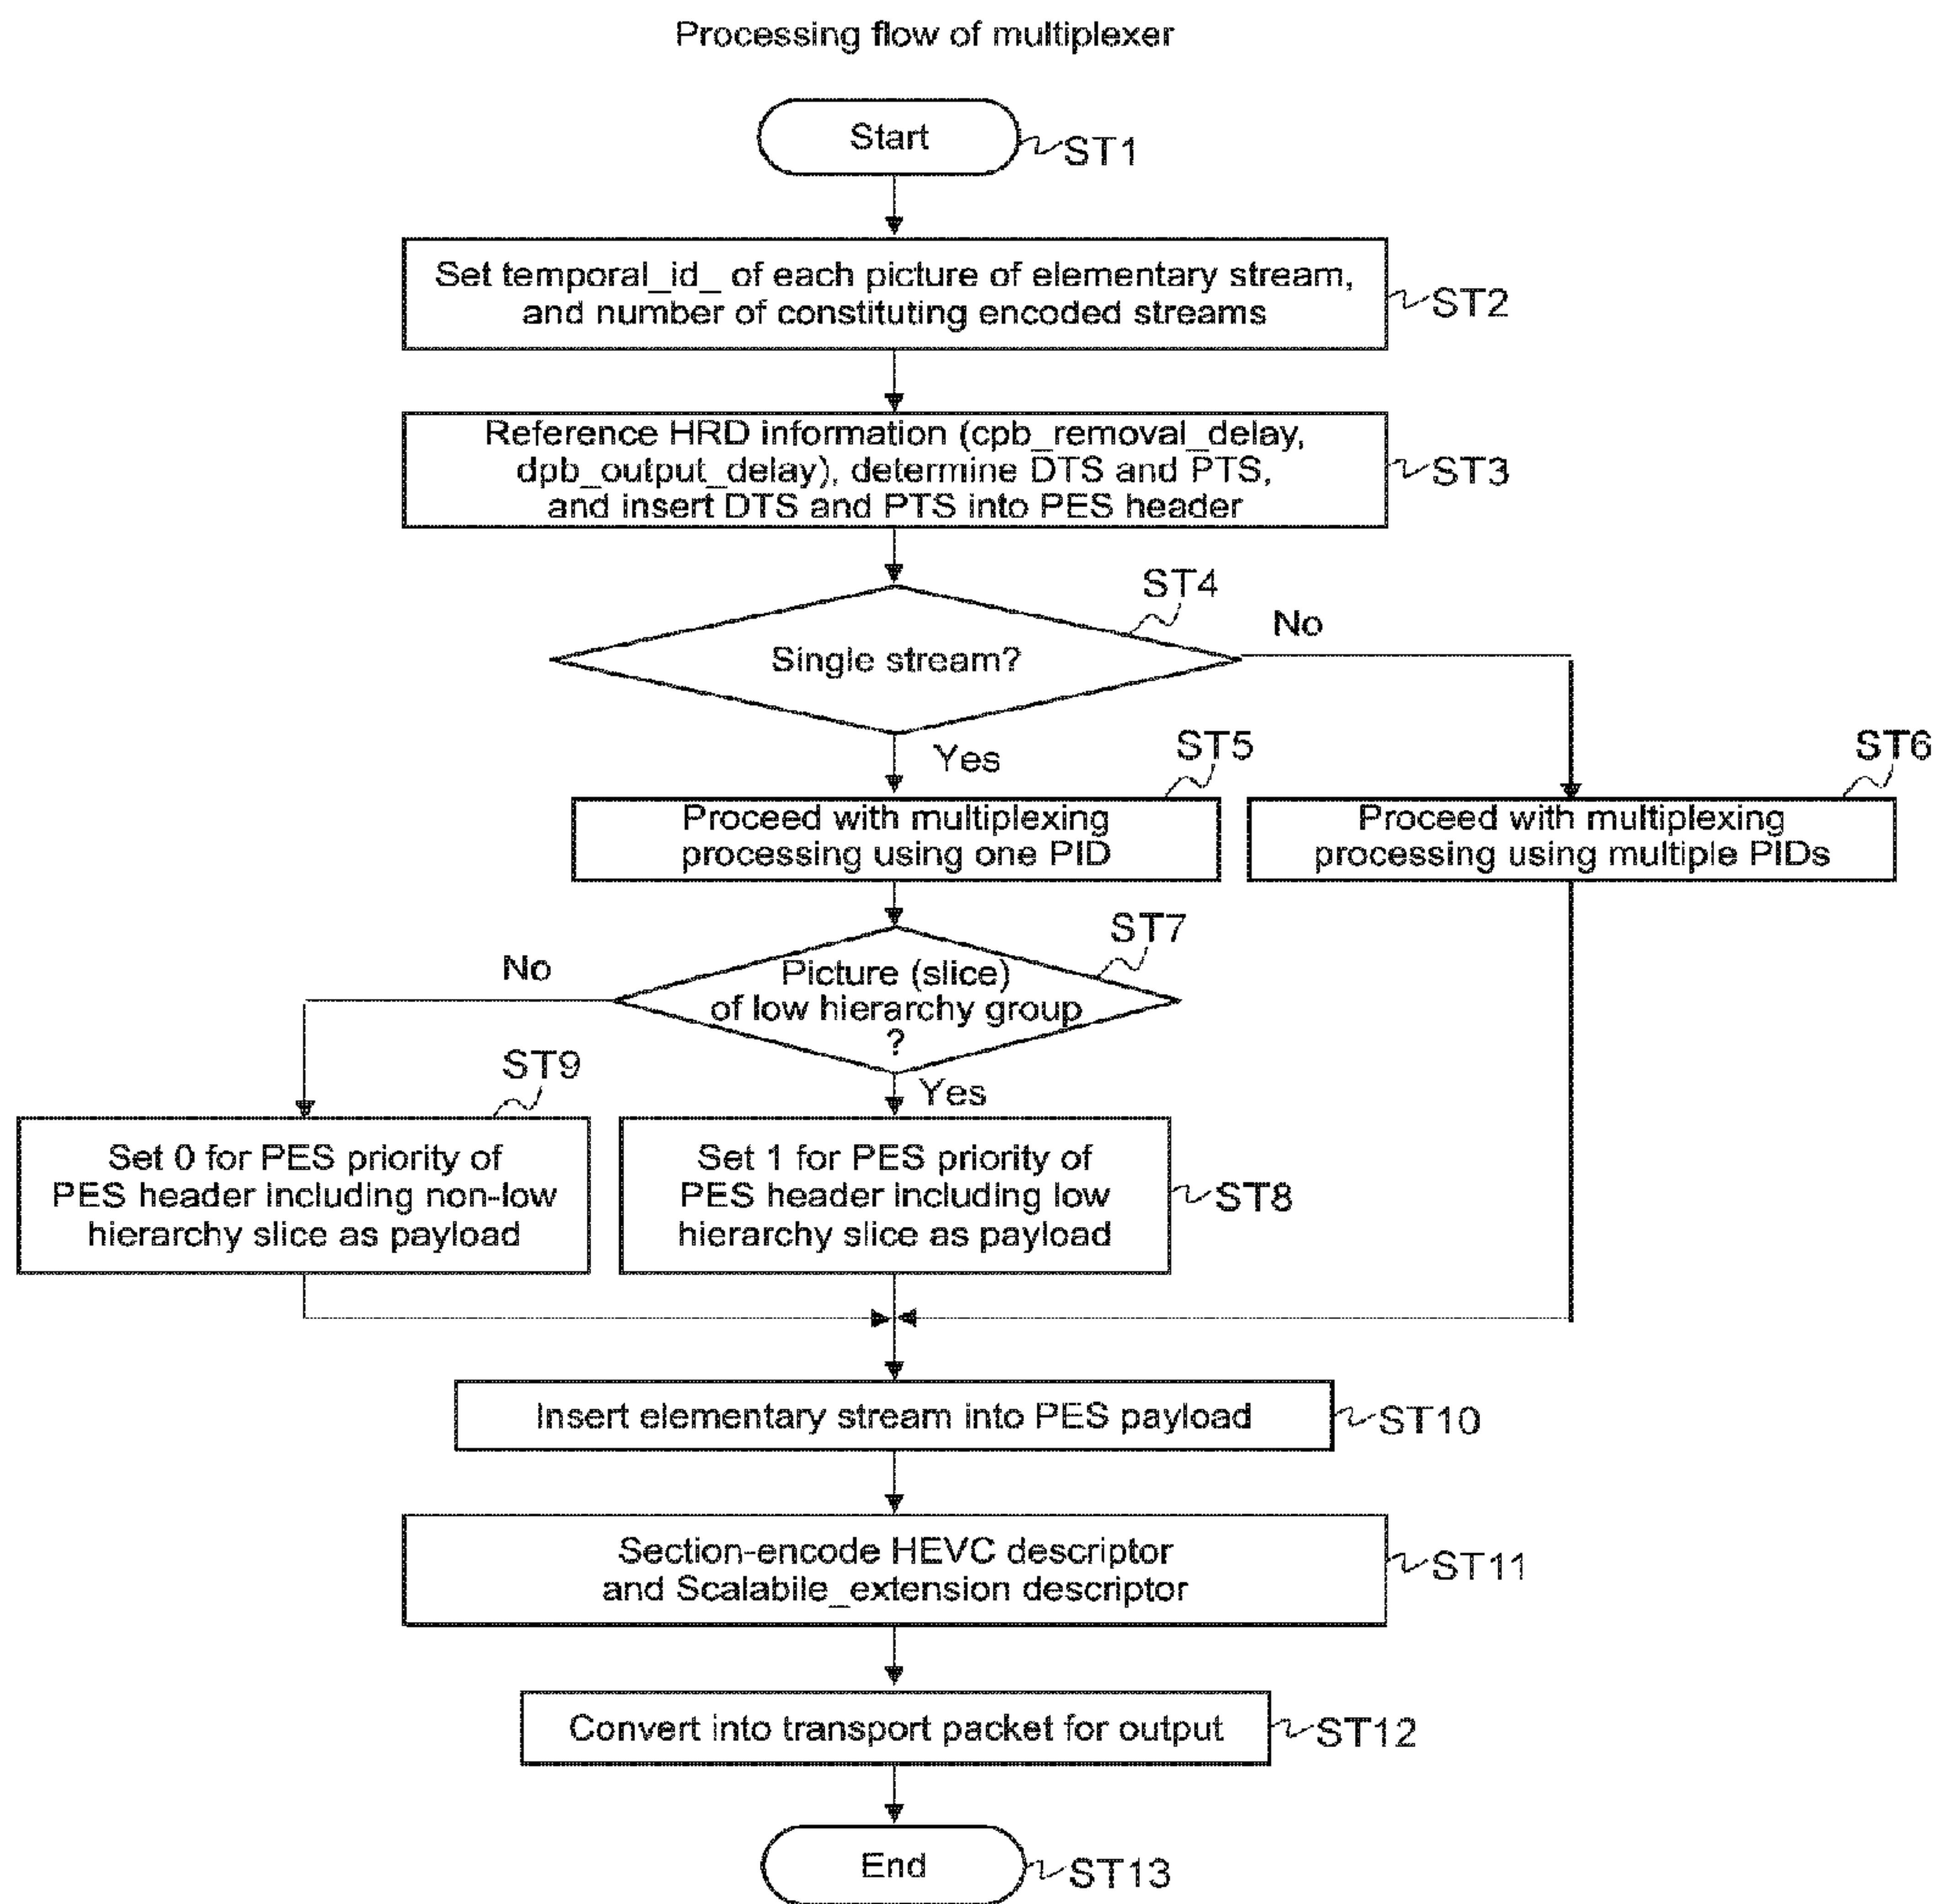 Processing flow of multiplexer
Start
ST1
Set temporal_id_ of each picture of elementary stream,
and number of constituting encoded streams
ST2
Reference HRD information (cpb_removal_delay,
dpb_output_delay), determine DTS and PTS,
and insert DTS and PTS into PES header
ST3
ST4
Single stream?
No
Yes
ST5
Proceed with multiplexing
processing using one PID
ST6
Proceed with multiplexing
processing using multiple PIDs
ST7
Picture (slice)
of low hierarchy group
?
No
Yes
ST9
Set 0 for PES priority of
PES header including non-low
hierarchy slice as payload
Set 1 for PES priority of
PES header including low
hierarchy slice as payload
ST8
Insert elementary stream into PES payload
ST10
Section-encode HEVC descriptor
and Scalabile_extension descriptor
ST11
Convert into transport packet for output
ST12
End
ST13